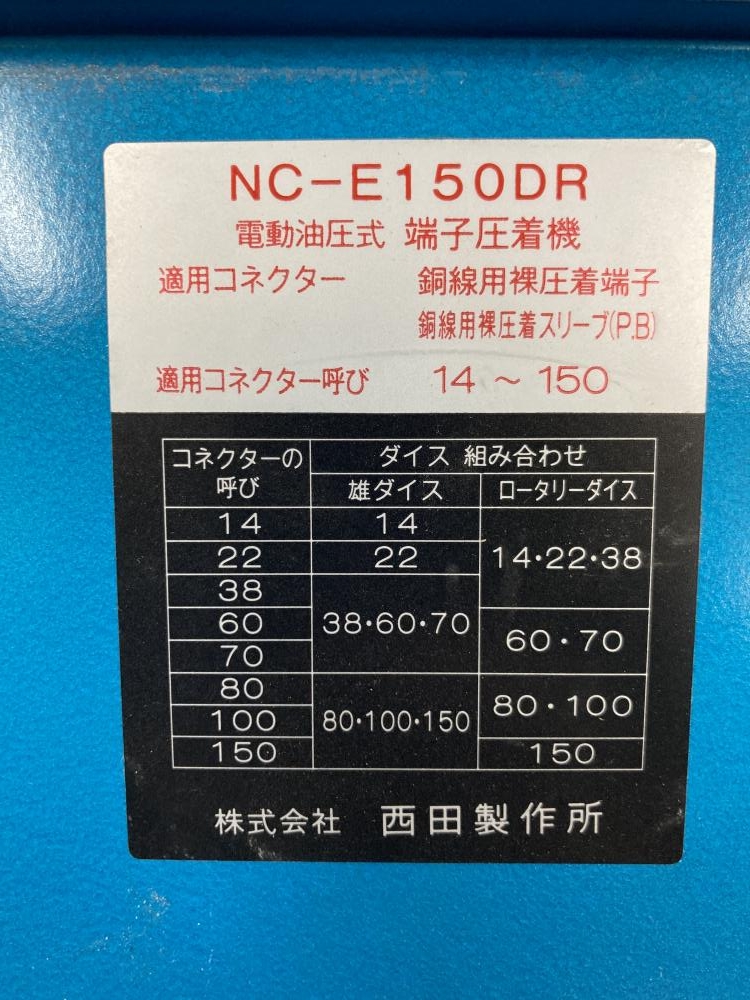 NC-E150DR
電動油圧式 端子圧着機
適用コネクター 銅線用裸圧着端子
銅線用裸圧着スリーブ(P.B)
適用コネクター呼び 14 ～ 150
コネクターの呼び ダイス 組み合わせ
雄ダイス ロータリーダイス
14 14 14・22・38
22 22
38 38・60・70
60 60・70
70
80 80・100・150 80・100
100
150 150
株式会社 西田製作所